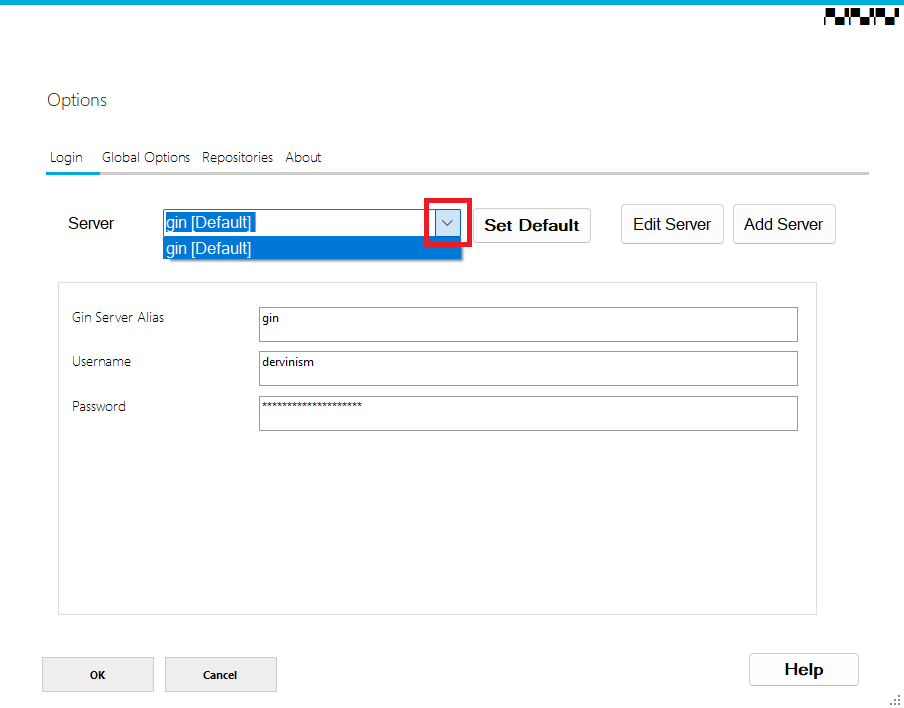 Options
Login Global Options Repositories About
Server gin [Default] Set Default Edit Server Add Server
gin [Default]
Gin Server Alias gin
Username dervinism
Password ********************
OK Cancel Help